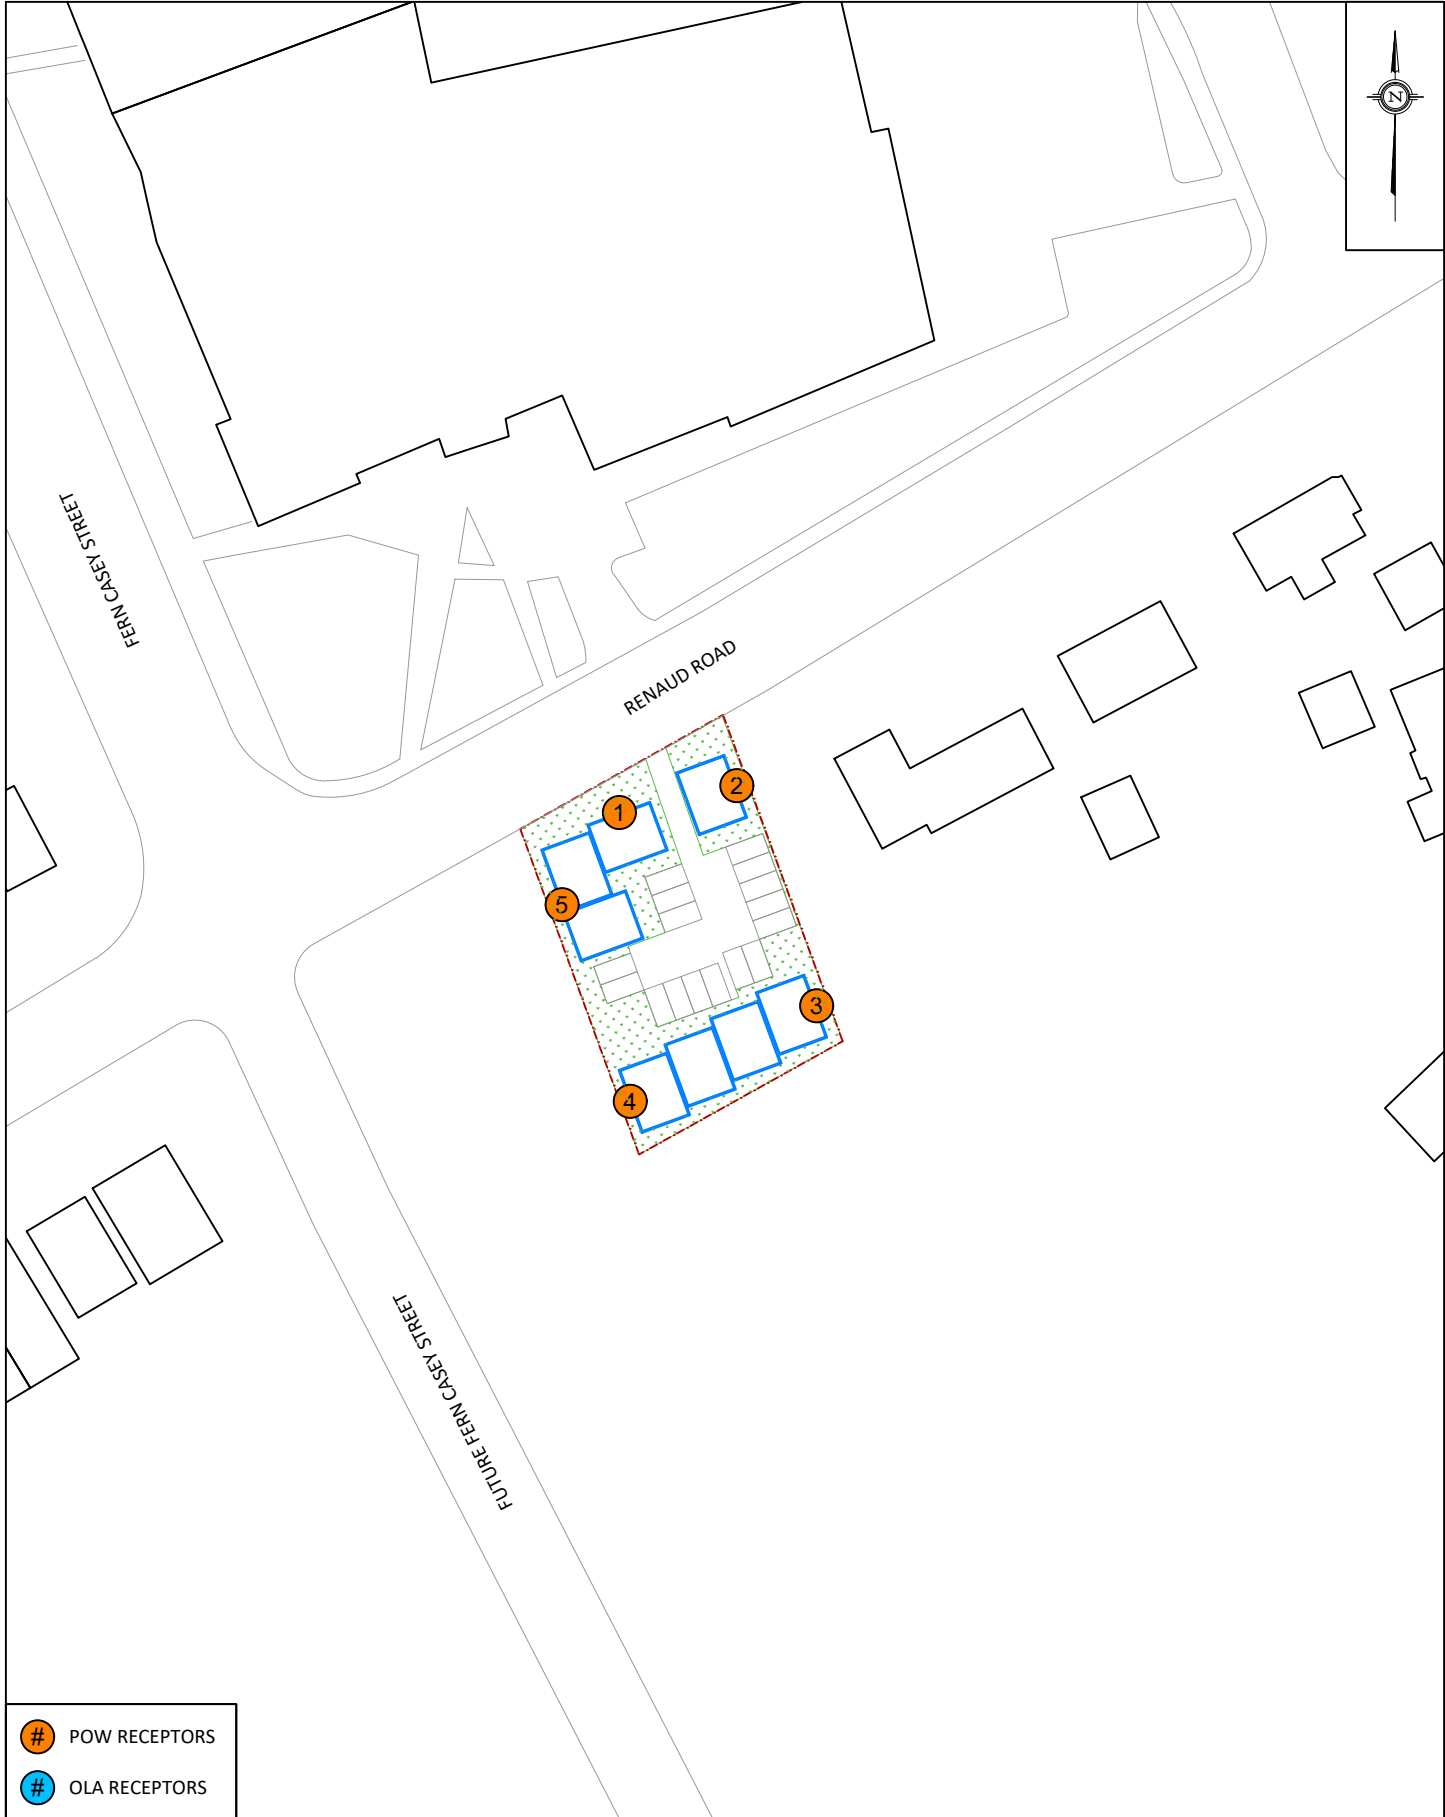 N
FERN CASEY STREET
RENAUD ROAD
2
1
5
3
4
FUTURE FERN CASEY STREET
# POW RECEPTORS
# OLA RECEPTORS